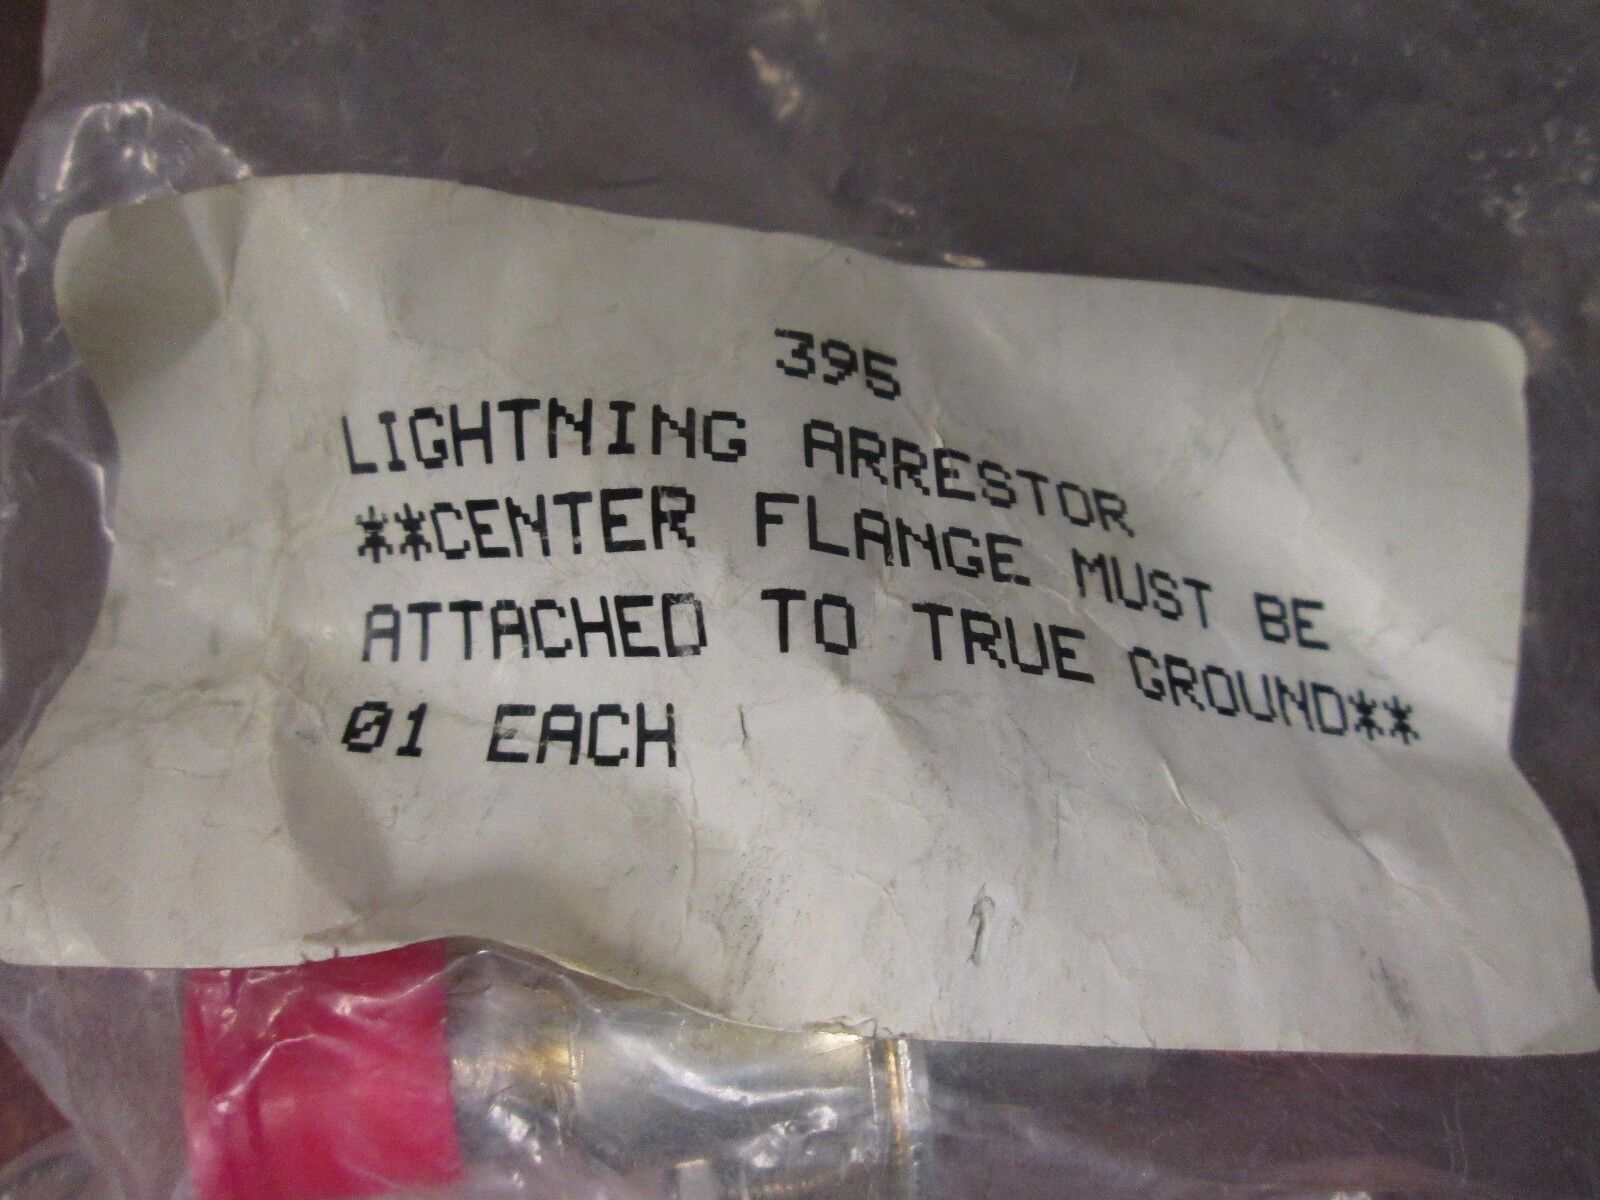 395
LIGHTNING ARRESTOR
**CENTER FLANGE MUST BE
ATTACHED TO TRUE GROUND**
01 EACH